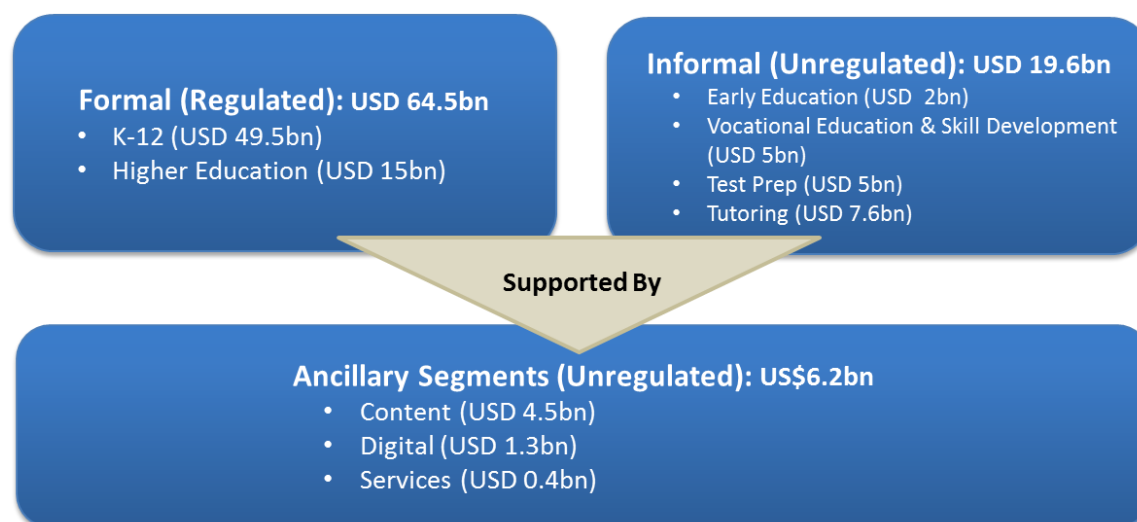 Formal (Regulated): USD 64.5bn
• K-12 (USD 49.5bn)
• Higher Education (USD 15bn)
Informal (Unregulated): USD 19.6bn
• Early Education (USD  2bn)
• Vocational Education & Skill Development
(USD 5bn)
• Test Prep (USD 5bn)
• Tutoring (USD 7.6bn)
Supported By
Ancillary Segments (Unregulated): US$6.2bn
• Content (USD 4.5bn)
• Digital (USD 1.3bn)
• Services (USD 0.4bn)